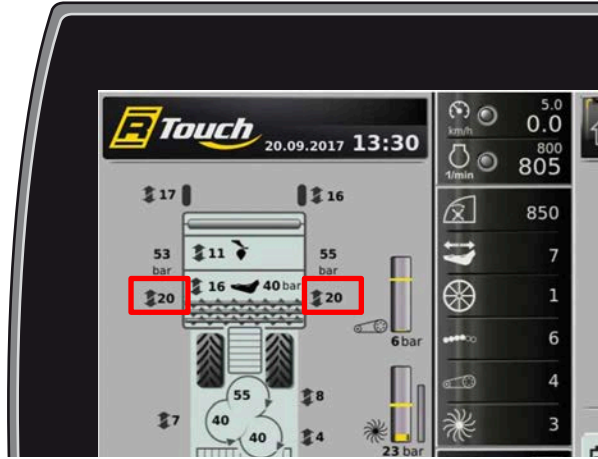 R Touch 20.09.2017 13:30
km/h 5.0
0.0
1/min 800
805
17 16
850
11
53 bar
55 bar
7
16 40 bar
20 20
1
6 bar
6
55
8
4
7 40
40 4
3
23 bar